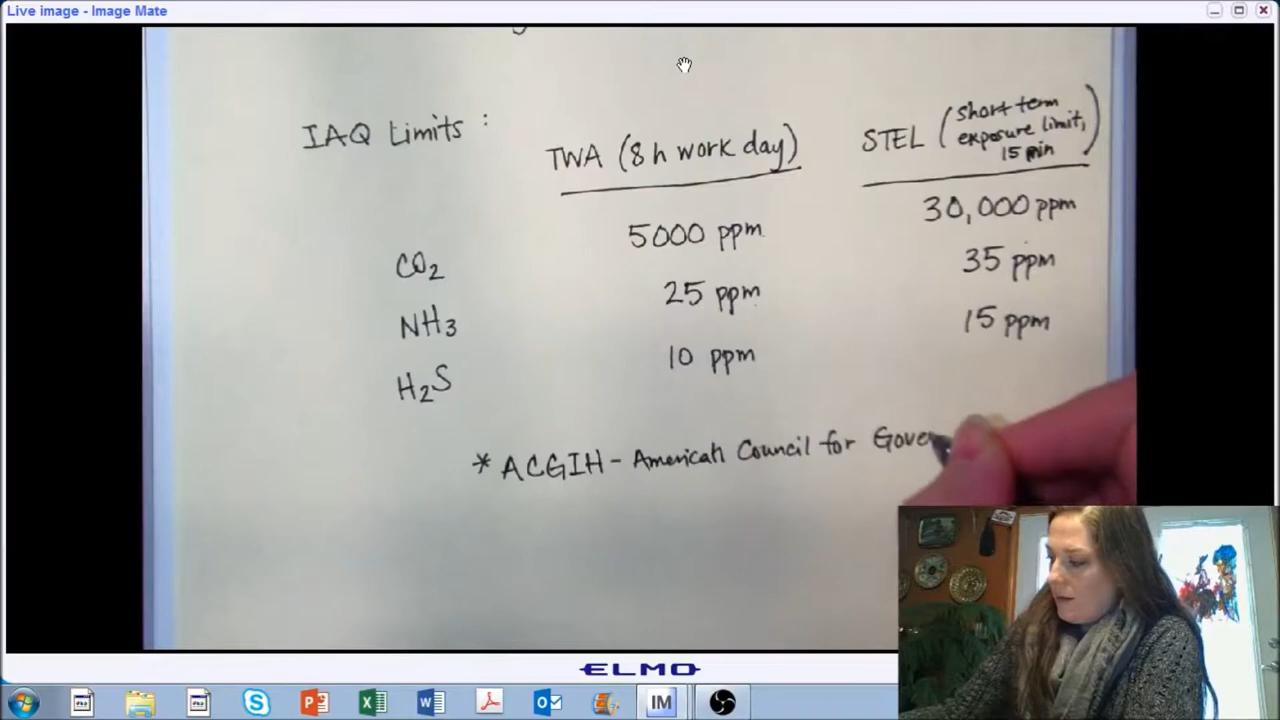 Live image - Image Mate
IAQ Limits :
TWA (8 h work day)
STEL (short term
exposure limit,
15 min)
CO2
5000 ppm
30,000 ppm
NH3
25 ppm
35 ppm
H2S
10 ppm
15 ppm
* ACGIH - American Council for Gover
ELMO
IM